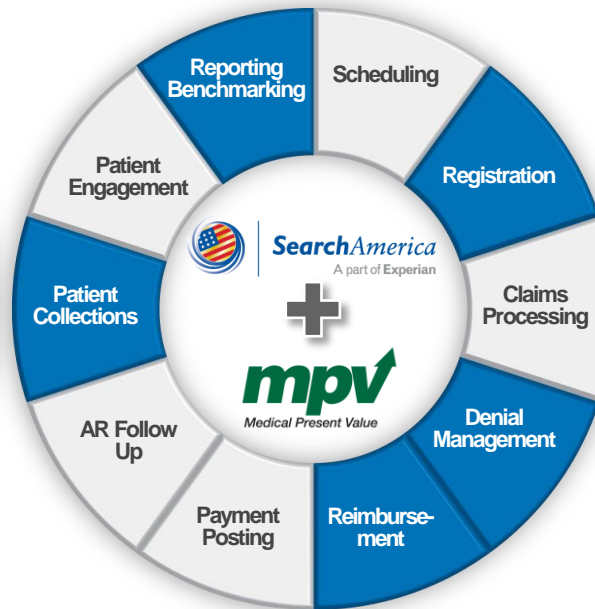 Reporting
Benchmarking
Scheduling
Registration
Claims
Processing
Denial
Management
Reimburse-
ment
Payment
Posting
AR Follow
Up
Patient
Collections
Patient
Engagement
SearchAmerica
A part of Experian
mpv
Medical Present Value